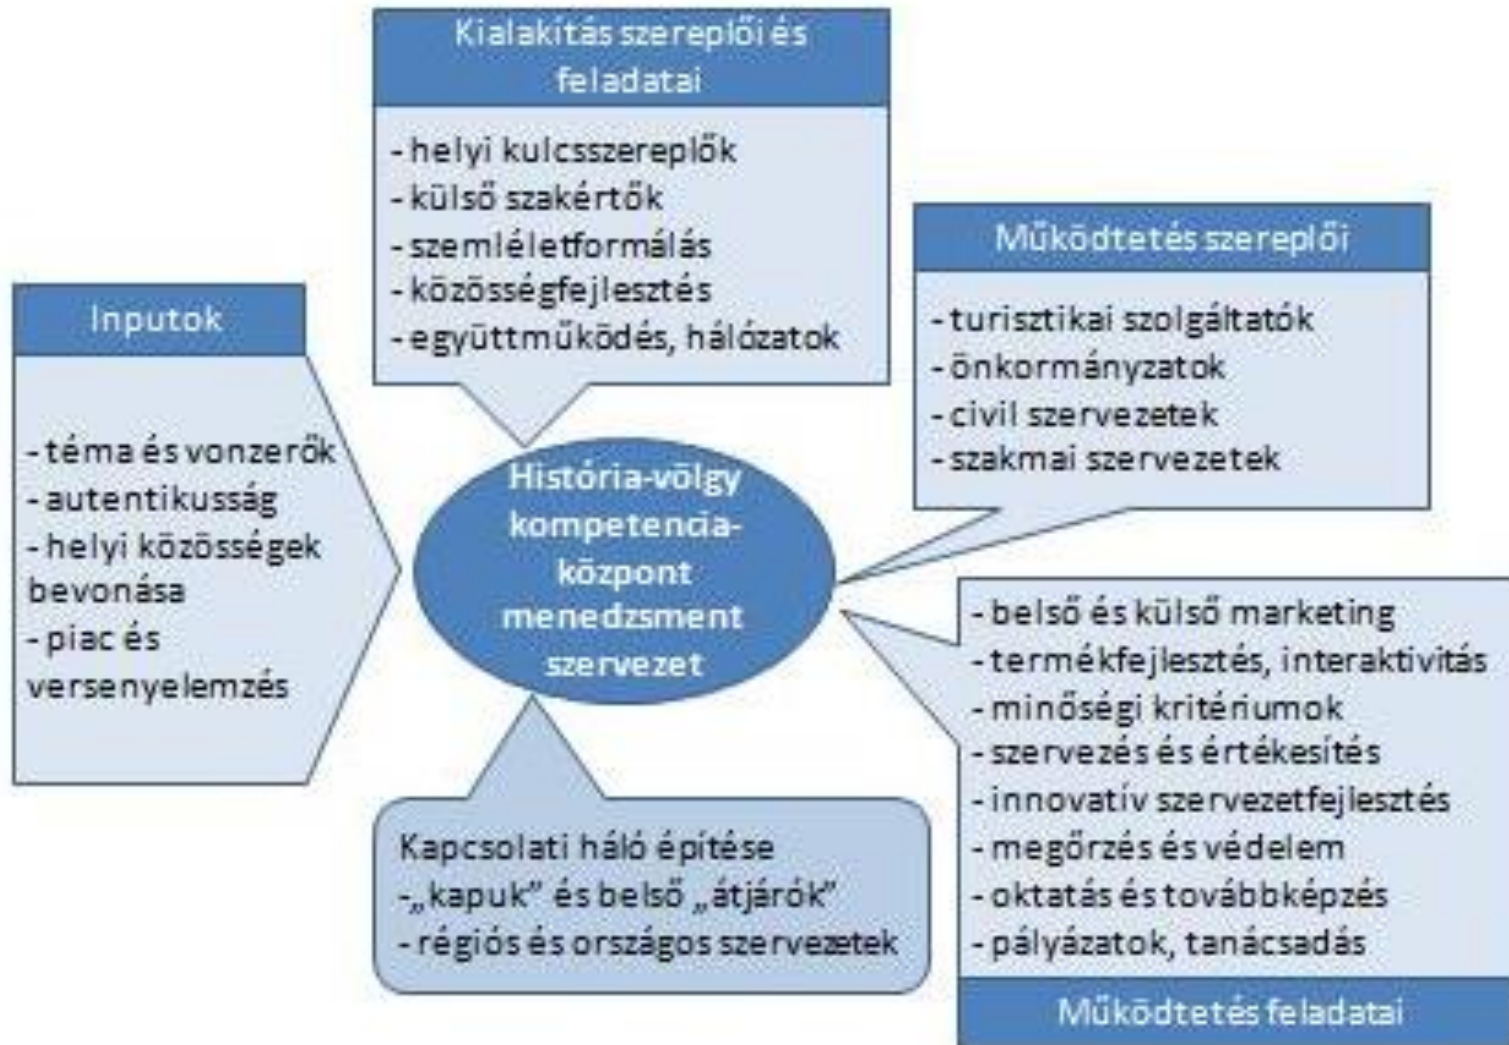 Kialakítás szereplői és
feladatai
- helyi kulcsszereplők
- külső szakértők
- szemléletformálás
- közösségfejlesztés
- együttműködés, hálózatok
Működtetés szereplői
- turisztikai szolgáltatók
- önkormányzatok
- civil szervezetek
- szakmai szervezetek
Inputok
- téma és vonzerők
- autentikusság
- helyi közösségek
bevonása
- piac és
versenyelemzés
História-völgy
kompetencia-
központ
menedzsment
szervezet
- belső és külső marketing
- termékfejlesztés, interaktivitás
- minőségi kritériumok
- szervezés és értékesítés
- innovatív szervezetfejlesztés
- megőrzés és védelem
- oktatás és továbbképzés
- pályázatok, tanácsadás
Működtetés feladatai
Kapcsolati háló építése
-„kapuk” és belső „átjárók”
- régiós és országos szervezetek